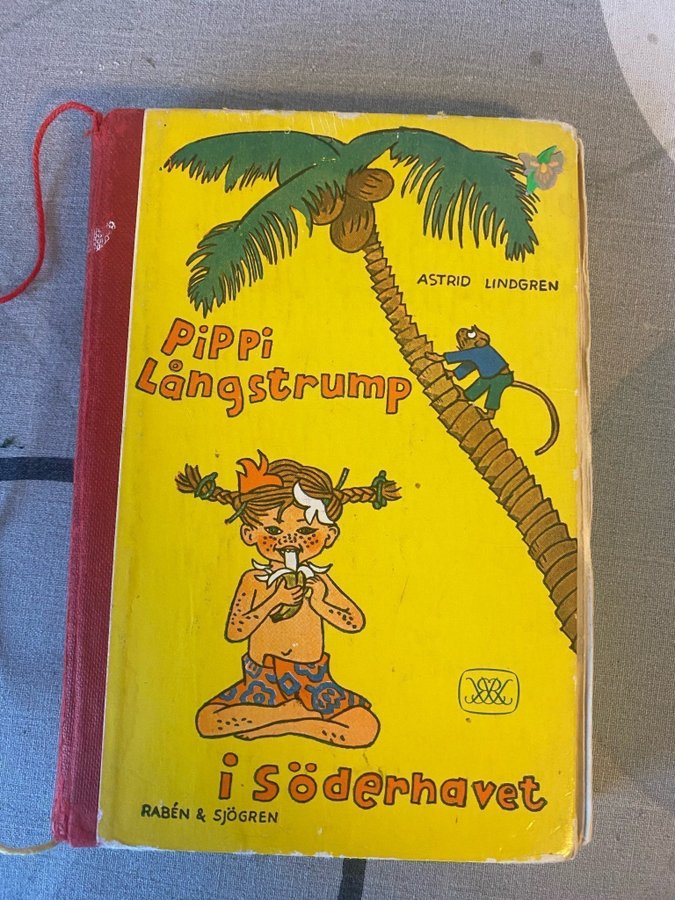 ASTRID LINDGREN
PiPPi
Långstrump
i Söderhavet
RABÉN & SJÖGREN